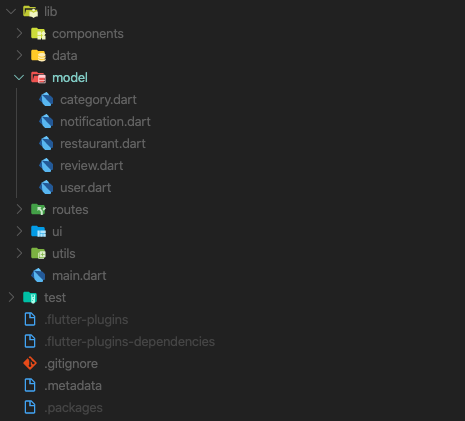 lib
components
data
model
category.dart
notification.dart
restaurant.dart
review.dart
user.dart
routes
ui
utils
main.dart
test
.flutter-plugins
.flutter-plugins-dependencies
.gitignore
.metadata
.packages